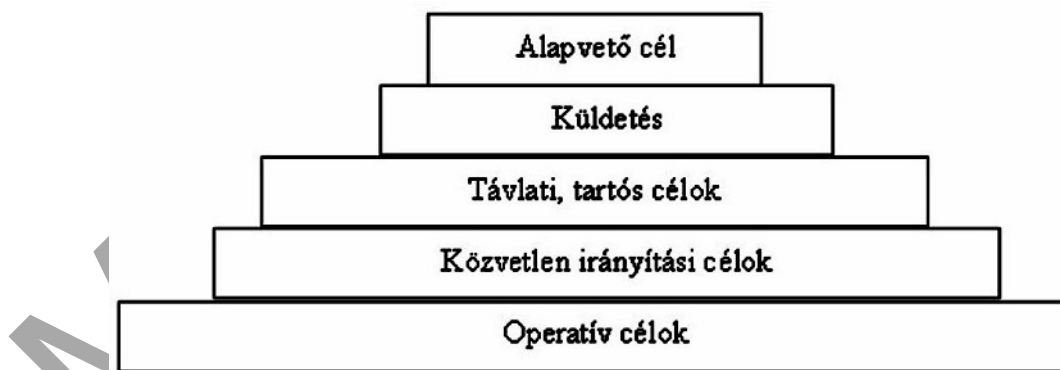 Alapvető cél
Küldetés
Távlati, tartós célok
Közvetlen irányítási célok
Operatív célok